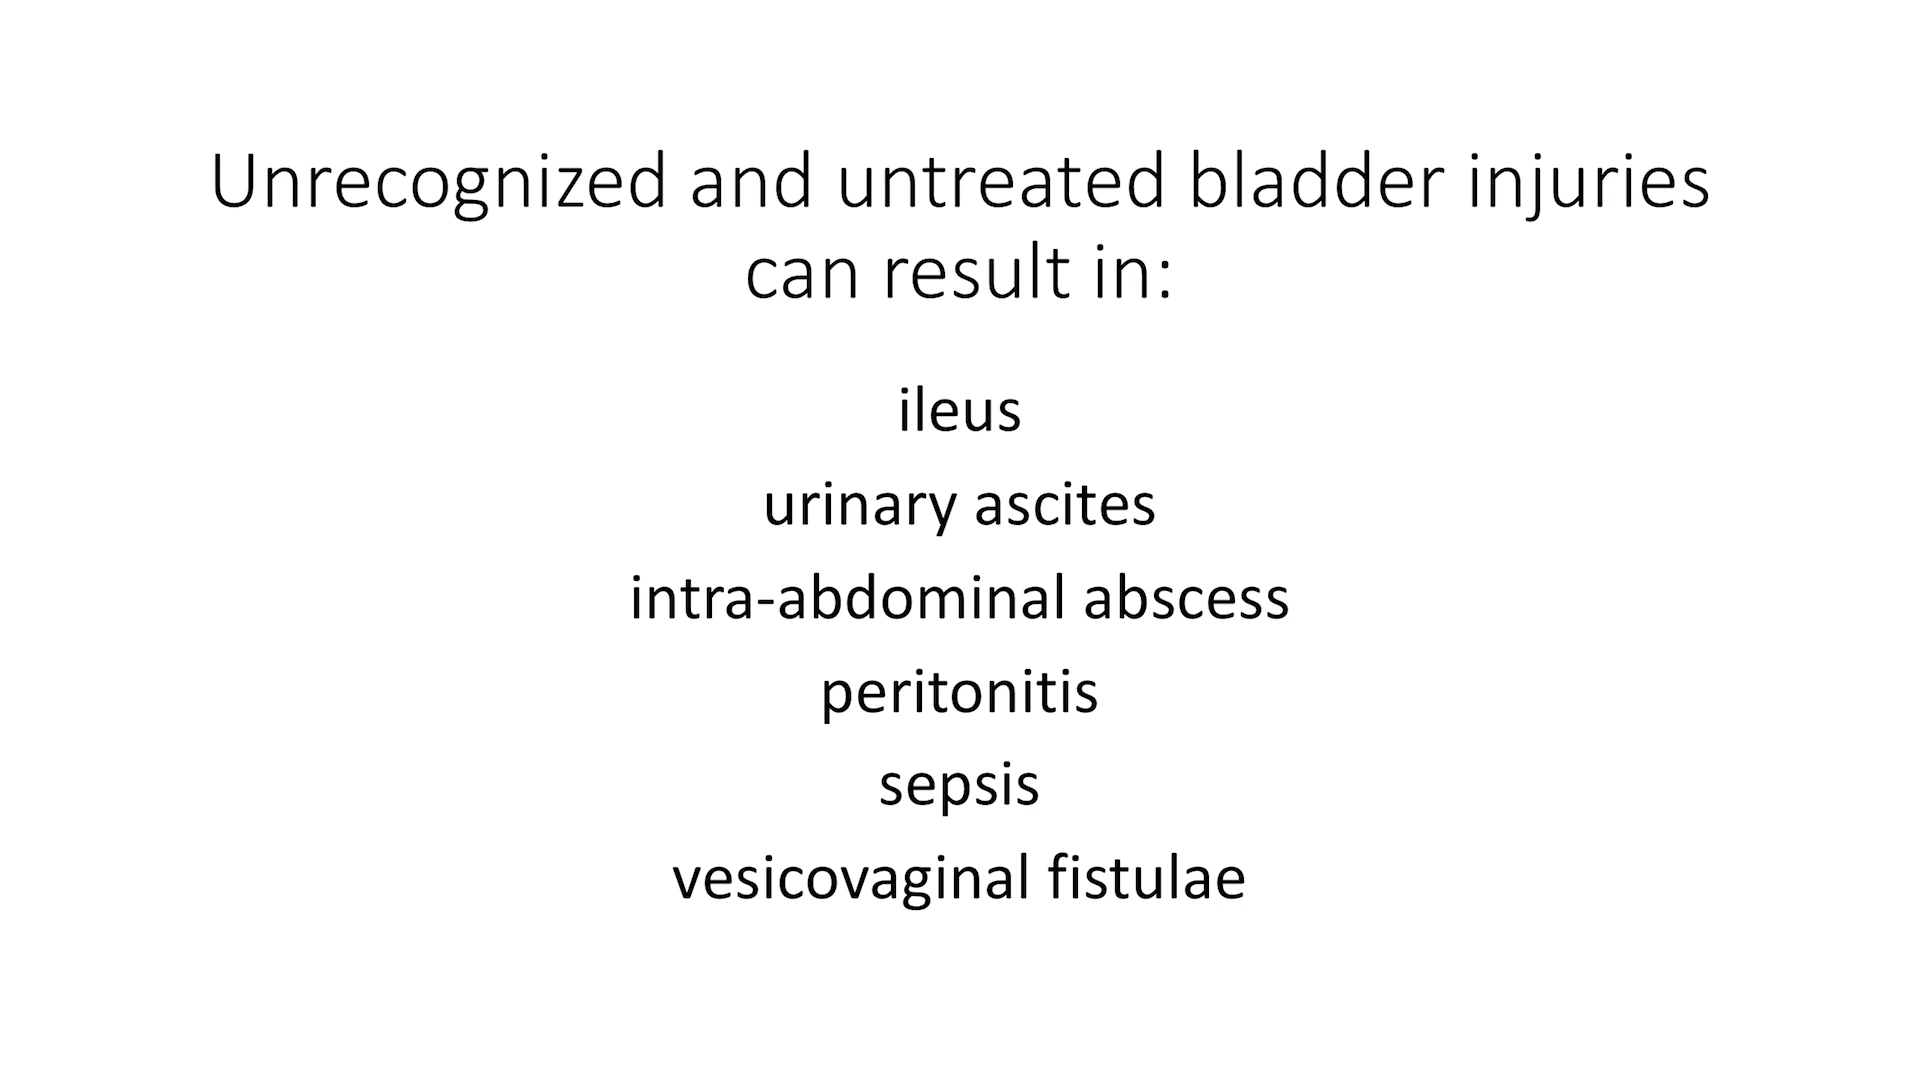 Unrecognized and untreated bladder injuries
can result in:
ileus
urinary ascites
intra-abdominal abscess
peritonitis
sepsis
vesicovaginal fistulae